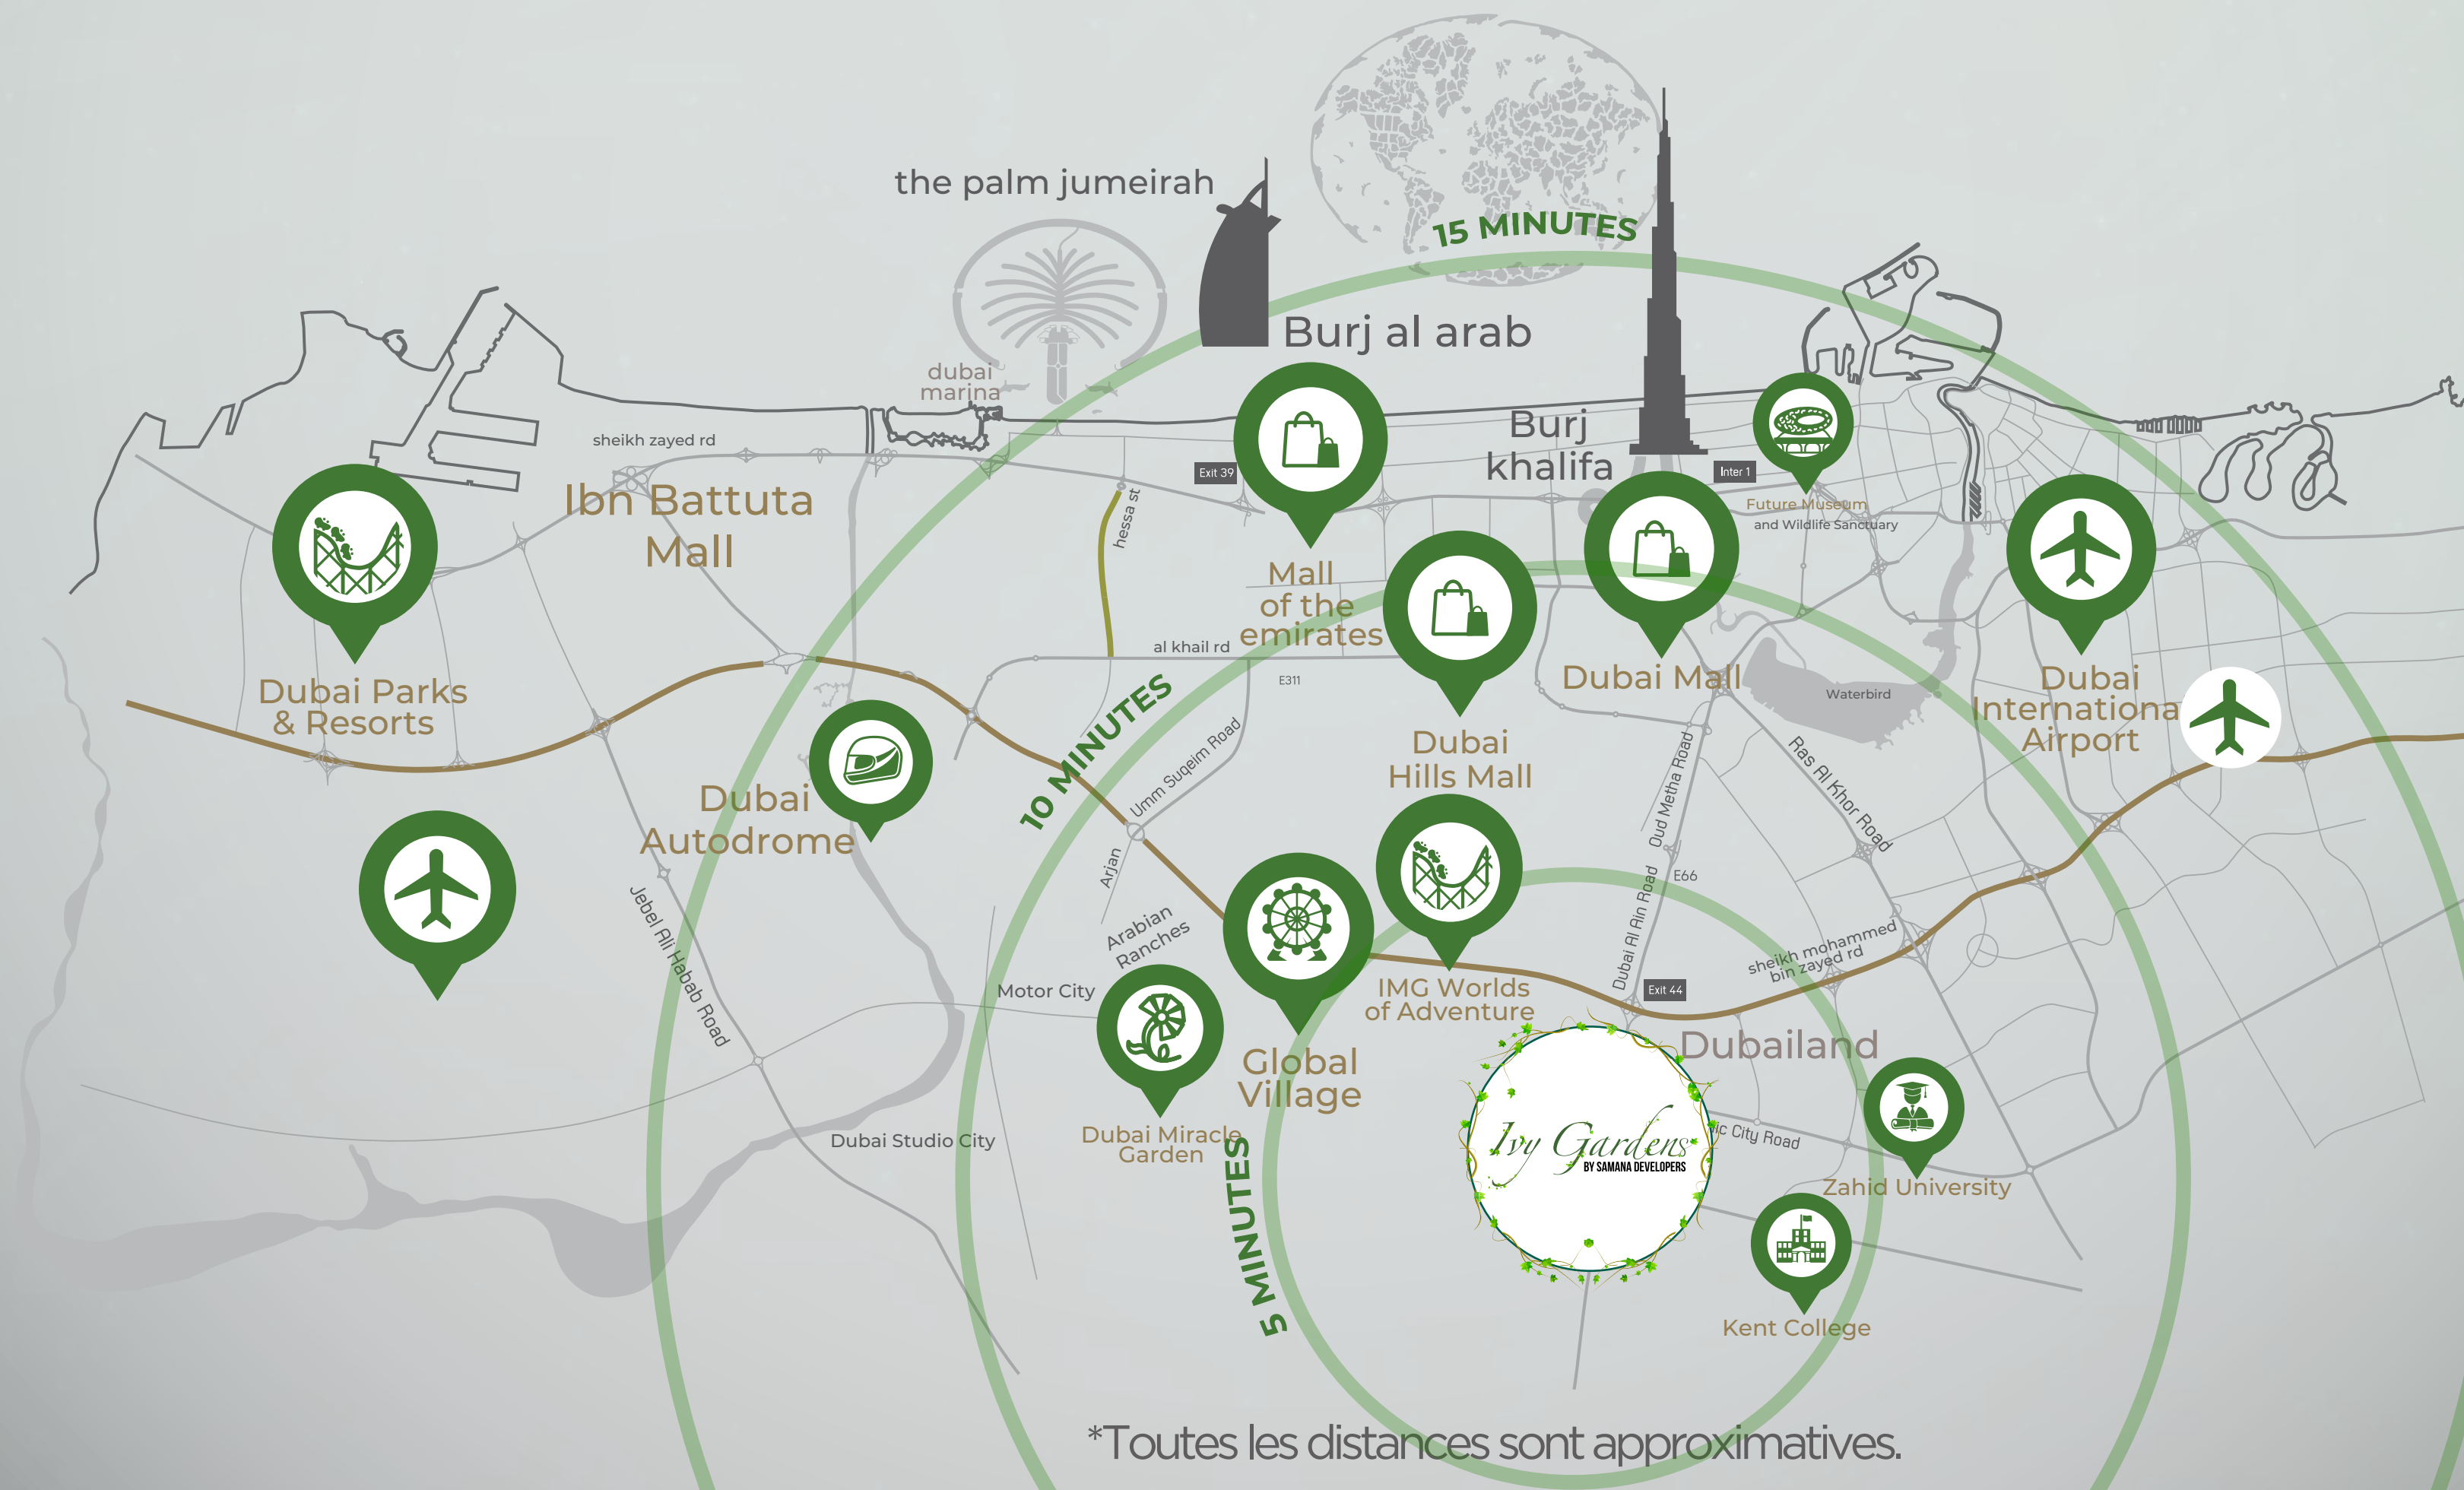 the palm jumeirah
15 MINUTES
Burj al arab
dubai
marina
Burj
khalifa
sheikh zayed rd
Exit 39
Inter 1
Ibn Battuta
Mall
hessa st
Future Museum
and Wildlife Sanctuary
Mall
of the
emirates
al khail rd
E311
Dubai Parks
& Resorts
Dubai Mall
Waterbird
Dubai
Internationa
Airport
10 MINUTES
Umm Suqeim Road
Dubai
Hills Mall
Oud Metha Road
Ras Al Khor Road
Dubai
Autodrome
Arjan
E66
Dubai Al Ain Road
Jebel Ali Habab Road
Arabian
Ranches
sheikh mohammed
bin zayed rd
Motor City
IMG Worlds
of Adventure
Exit 44
Dubailand
Global
Village
Dubai Miracle
Garden
Dubai Studio City
5 MINUTES
Ivy Gardens
BY SAMANA DEVELOPERS
ic City Road
Zahid University
Kent College
*Toutes les distances sont approximatives.